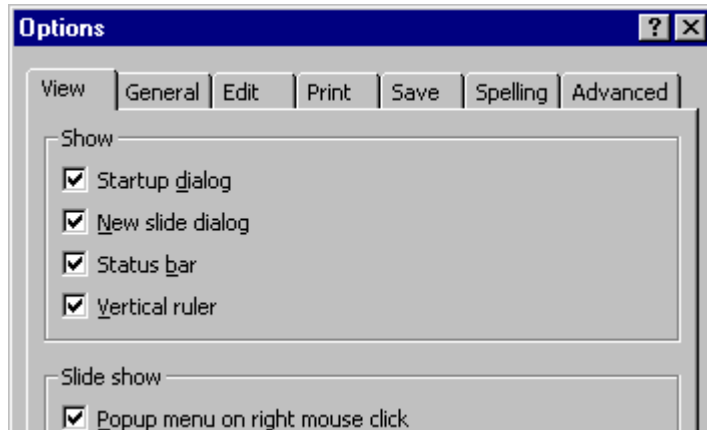 Options
View General Edit Print Save Spelling Advanced
Show
Startup dialog
New slide dialog
Status bar
Vertical ruler
Slide show
Popup menu on right mouse click